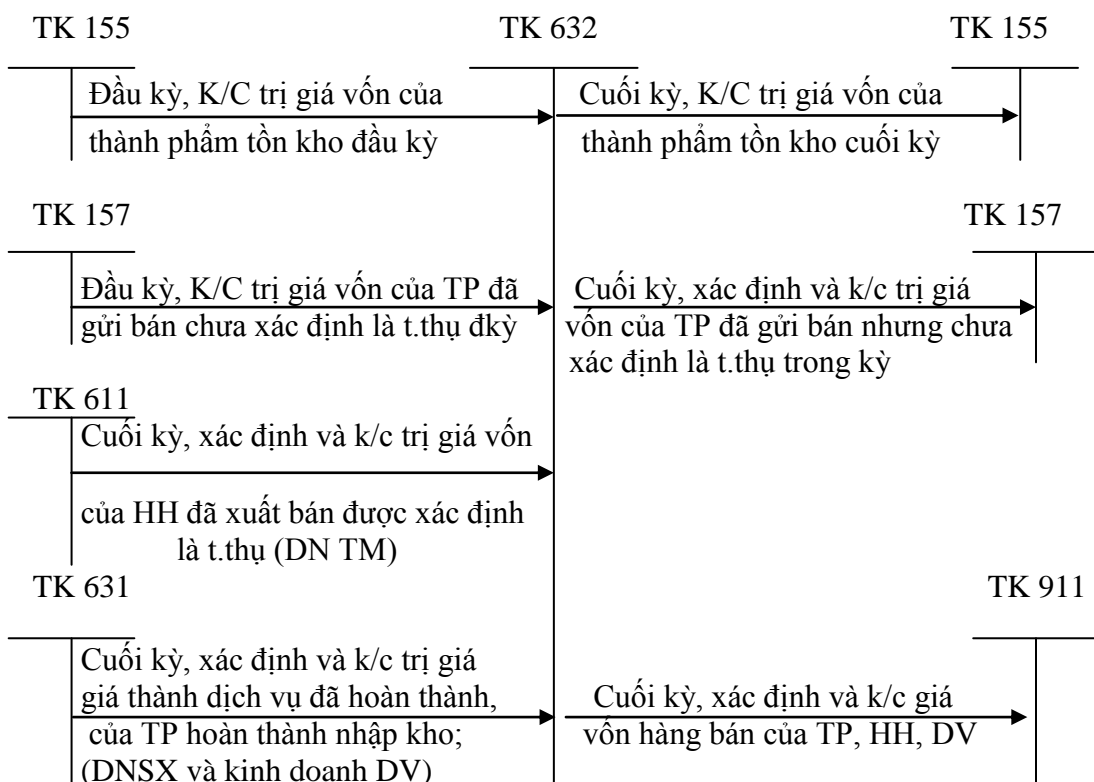 TK 155
TK 632
TK 155
Đầu kỳ, K/C trị giá vốn của
thành phẩm tồn kho đầu kỳ
Cuối kỳ, K/C trị giá vốn của
thành phẩm tồn kho cuối kỳ
TK 157
TK 157
Đầu kỳ, K/C trị giá vốn của TP đã
gửi bán chưa xác định là t.thụ đkỳ
Cuối kỳ, xác định và k/c trị giá
vốn của TP đã gửi bán nhưng chưa
xác định là t.thụ trong kỳ
TK 611
Cuối kỳ, xác định và k/c trị giá vốn
của HH đã xuất bán được xác định
là t.thụ (DN TM)
TK 631
TK 911
Cuối kỳ, xác định và k/c trị giá
giá thành dịch vụ đã hoàn thành,
của TP hoàn thành nhập kho;
(DNSX và kinh doanh DV)
Cuối kỳ, xác định và k/c giá
vốn hàng bán của TP, HH, DV